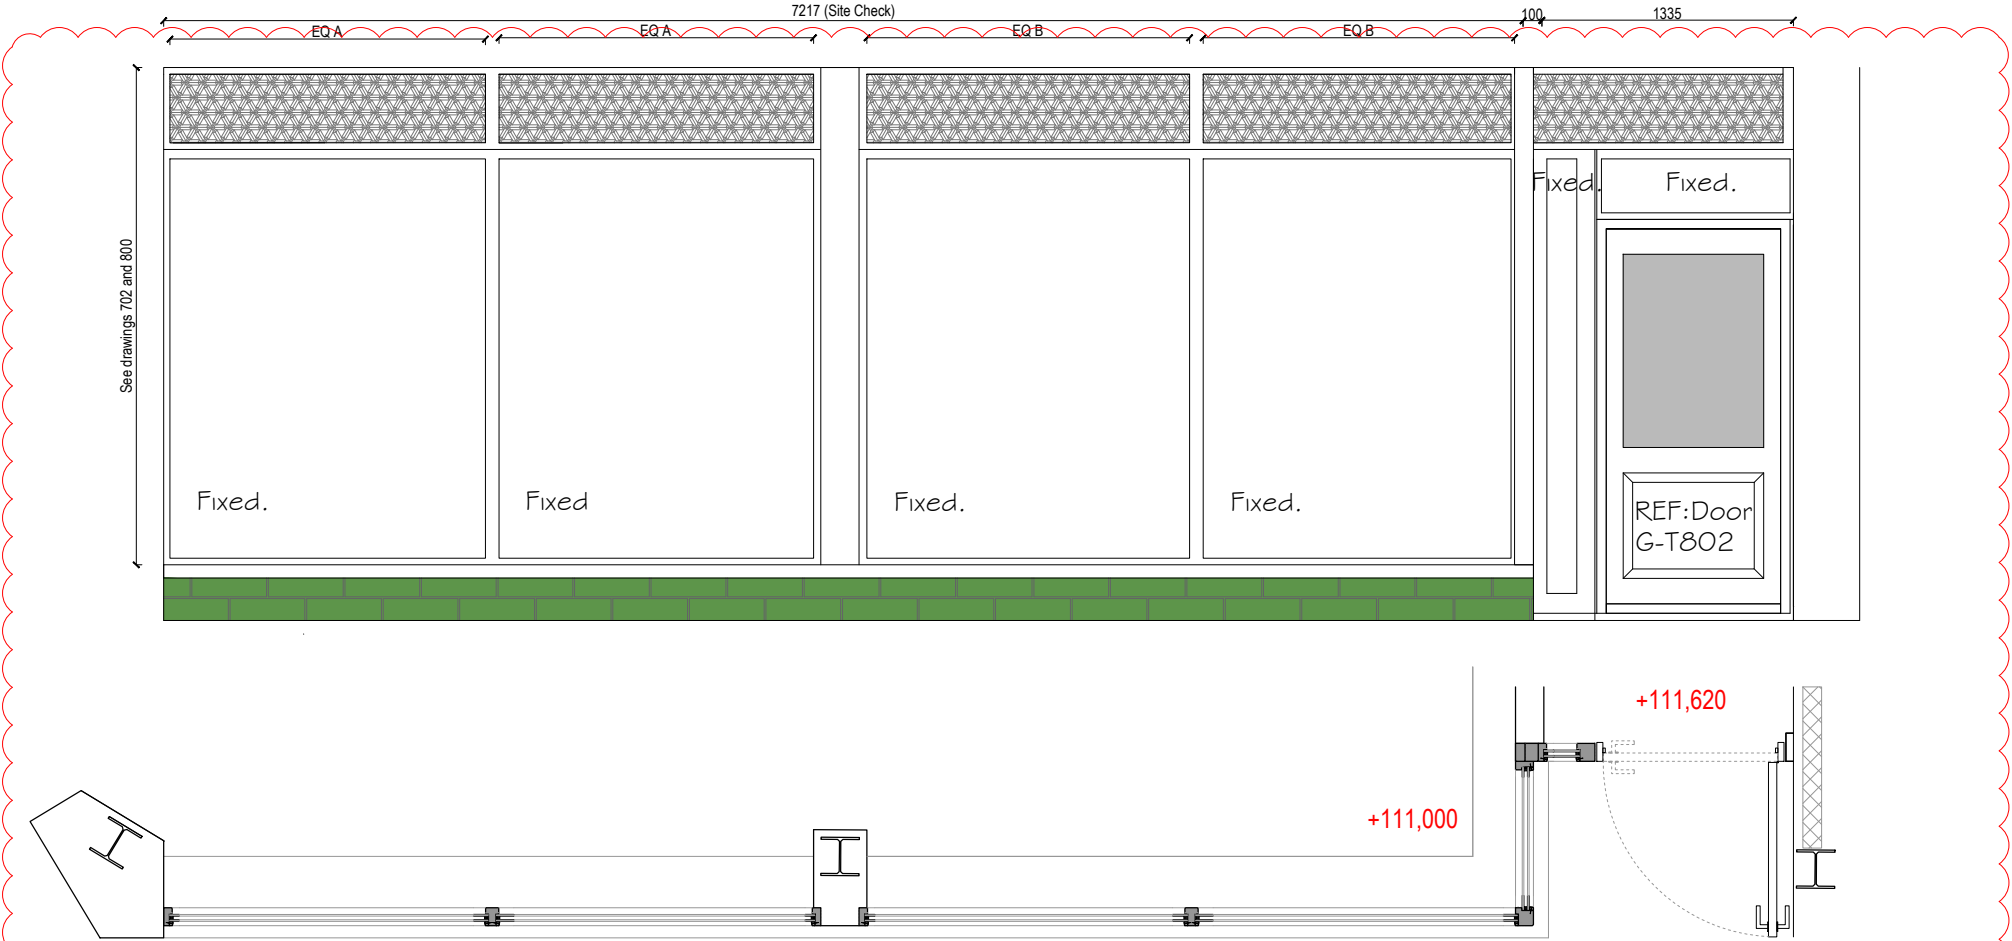 7217 (Site Check)
100
1335
EQ A
EQ A
EQ B
EQ B
See drawings 702 and 800
Fixed.
Fixed.
Fixed.
Fixed
Fixed.
Fixed.
REF:Door
G-T802
+111,620
+111,000